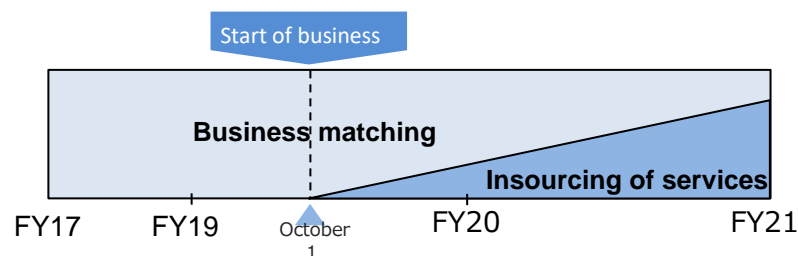 Start of business
Business matching
Insourcing of services
FY17
FY19
October
1
FY20
FY21